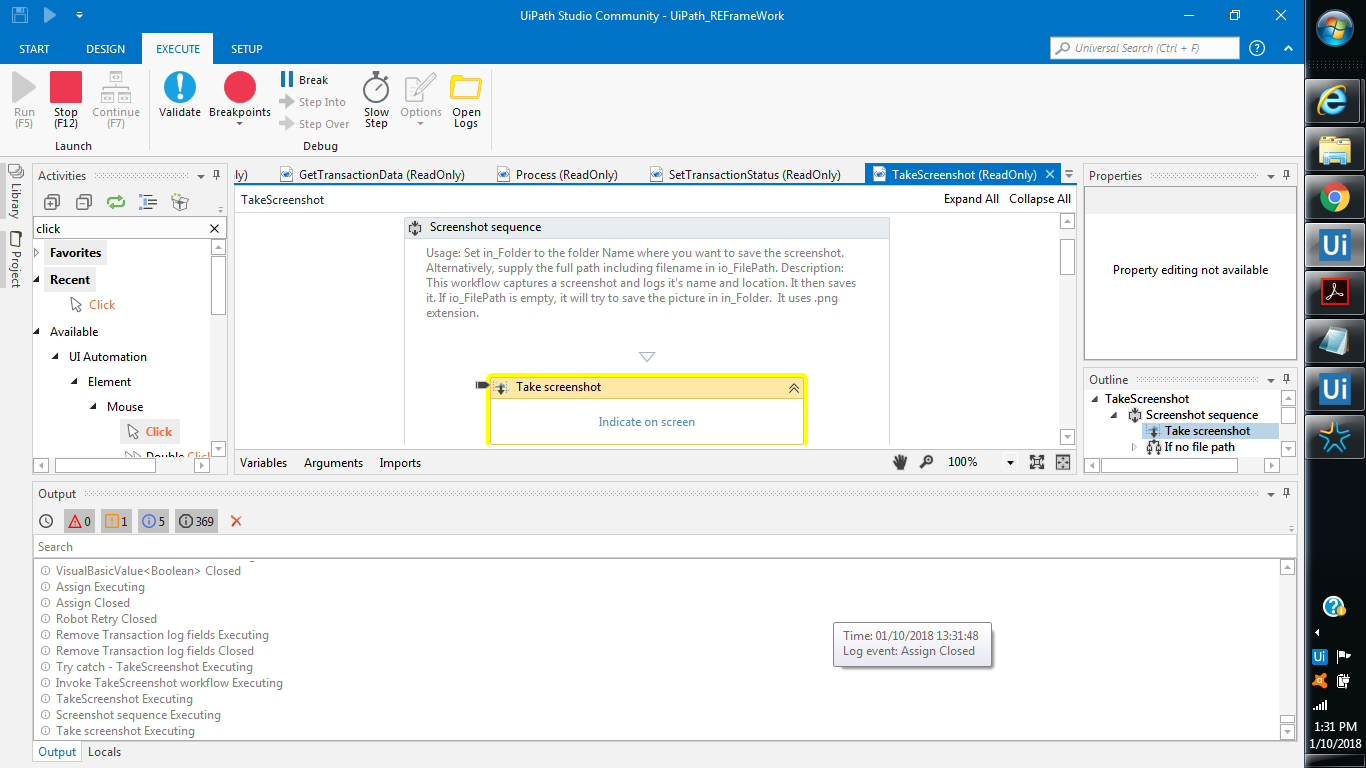 UiPath Studio Community - UiPath_REFrameWork
START DESIGN EXECUTE SETUP
Universal Search (Ctrl + F)
Run (F5)
Stop (F12)
Continue (F7)
Launch
Validate
Breakpoints
Break
Step Into
Step Over
Slow Step
Options
Open Logs
Debug
Library
Project
Activities
click
Favorites
Recent
Click
Available
UI Automation
Element
Mouse
Click
Double Click
ly) GetTransactionData (ReadOnly) Process (ReadOnly) SetTransactionStatus (ReadOnly) TakeScreenshot (ReadOnly)
TakeScreenshot
Expand All Collapse All
Screenshot sequence
Usage: Set in_Folder to the folder Name where you want to save the screenshot.
Alternatively, supply the full path including filename in io_FilePath. Description:
This workflow captures a screenshot and logs it's name and location. It then saves
it. If io_FilePath is empty, it will try to save the picture in in_Folder. It uses .png
extension.
Take screenshot
Indicate on screen
Variables Arguments Imports
100%
Properties
Property editing not available
Outline
TakeScreenshot
Screenshot sequence
Take screenshot
If no file path
Output
0 1 5 369
Search
VisualBasicValue<Boolean> Closed
Assign Executing
Assign Closed
Robot Retry Closed
Remove Transaction log fields Executing
Remove Transaction log fields Closed
Try catch - TakeScreenshot Executing
Invoke TakeScreenshot workflow Executing
TakeScreenshot Executing
Screenshot sequence Executing
Take screenshot Executing
Time: 01/10/2018 13:31:48
Log event: Assign Closed
Output Locals
Ui
Ui
Ui
1:31 PM
1/10/2018